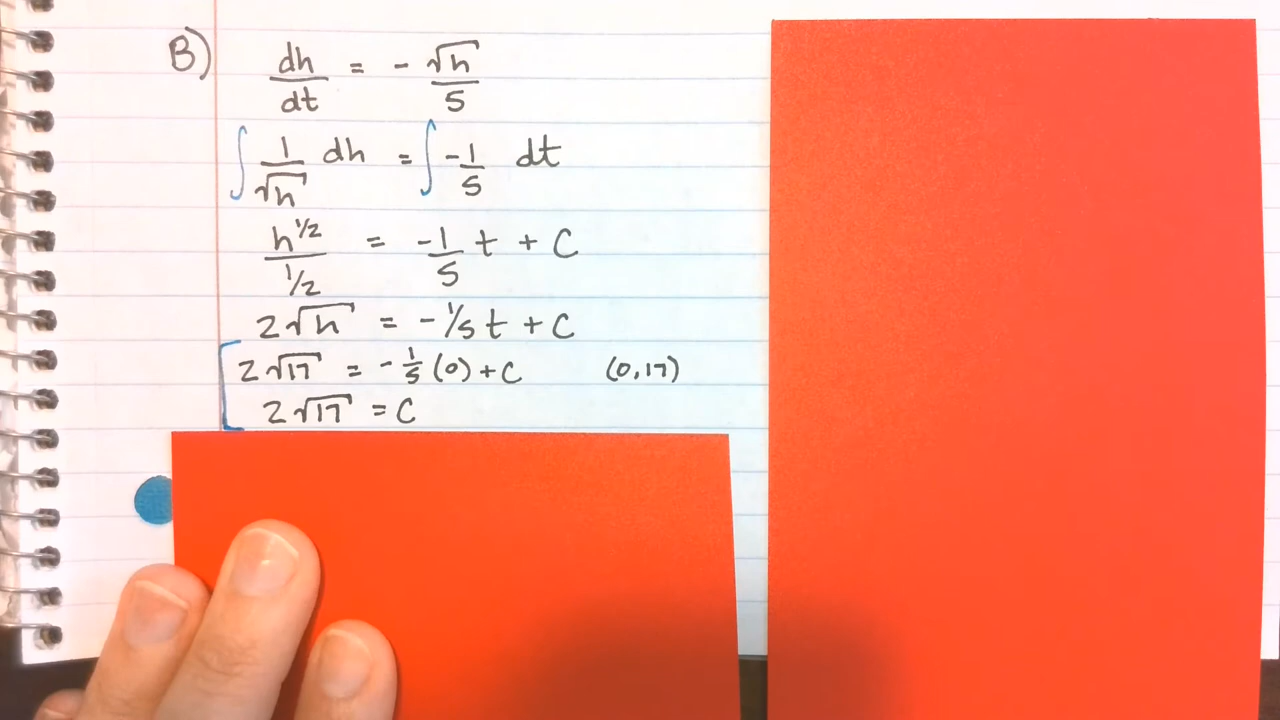 B) dh/dt = - √h/5
∫ 1/√h dh = ∫ -1/5 dt
h^1/2 / 1/2 = -1/5 t + C
2√h = -1/5 t + C
2√17 = -1/5 (0) + C (0,17)
2√17 = C